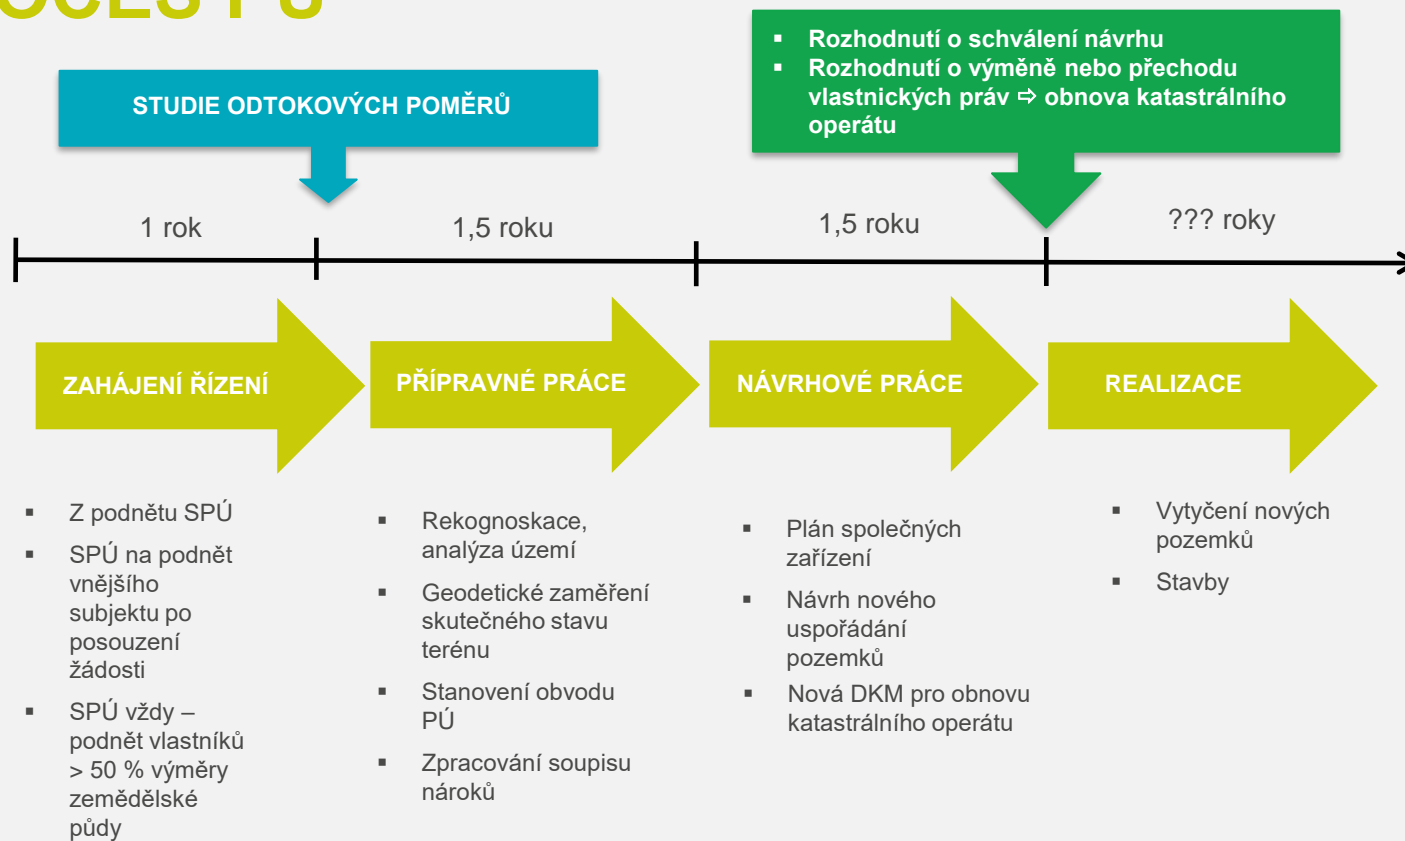 STUDIE ODTOKOVÝCH POMĚRŮ
▪ Rozhodnutí o schválení návrhu
▪ Rozhodnutí o výměně nebo přechodu
vlastnických práv ⇨ obnova katastrálního
operátu
1 rok
1,5 roku
1,5 roku
??? roky
ZAHÁJENÍ ŘÍZENÍ
PŘÍPRAVNÉ PRÁCE
NÁVRHOVÉ PRÁCE
REALIZACE
▪ Z podnětu SPÚ
▪ SPÚ na podnět
vnějšího
subjektu po
posouzení
žádosti
▪ SPÚ vždy –
podnět vlastníků
> 50 % výměry
zemědělské
půdy
▪ Rekognoskace,
analýza území
▪ Geodetické zaměření
skutečného stavu
terénu
▪ Stanovení obvodu
PÚ
▪ Zpracování soupisu
nároků
▪ Plán společných
zařízení
▪ Návrh nového
uspořádání
pozemků
▪ Nová DKM pro obnovu
katastrálního operátu
▪ Vytyčení nových
pozemků
▪ Stavby